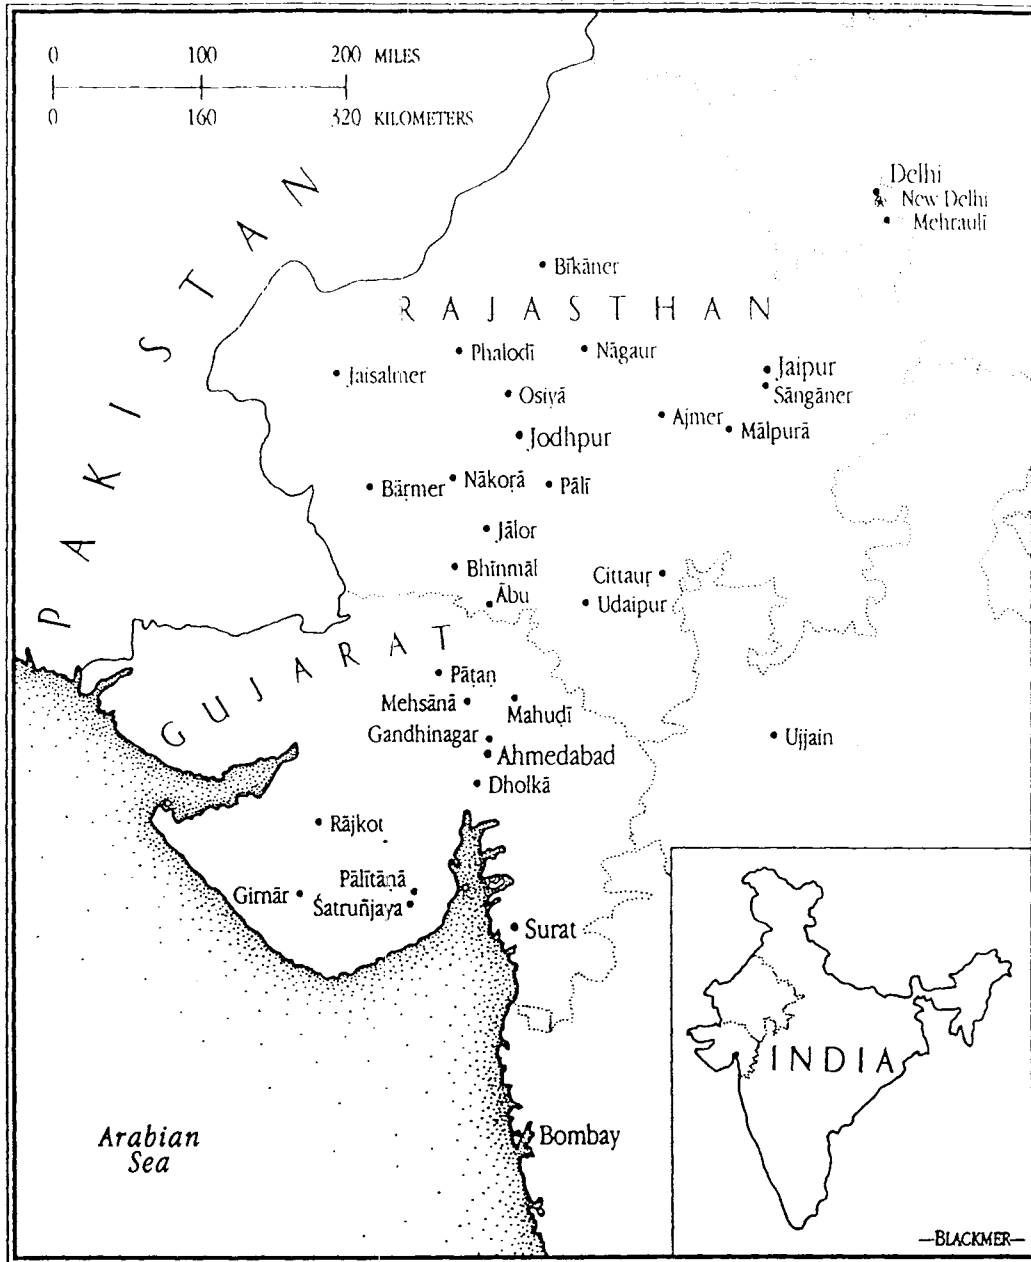 0 100 200 MILES
0 160 320 KILOMETERS
PAKISTAN
Delhi
New Delhi
Mehraulī
Bīkāner
RAJASTHAN
Phalodī
Nāgaur
Jaisalmer
Jaipur
Sāngāner
Osiyā
Ajmer
Mālpurā
Jodhpur
Bāṛmer
Nākoṛā
Pālī
Jālor
Bhīnmāl
Cittauṛ
Ābu
Udaipur
GUJARAT
Pāṭan
Mehsānā
Mahuḍī
Gandhinagar
Ahmedabad
Ujjain
Dholkā
Rājkot
Pālītāṇā
Girnār
Śatruñjaya
Surat
INDIA
Bombay
Arabian
Sea
—BLACKMER—